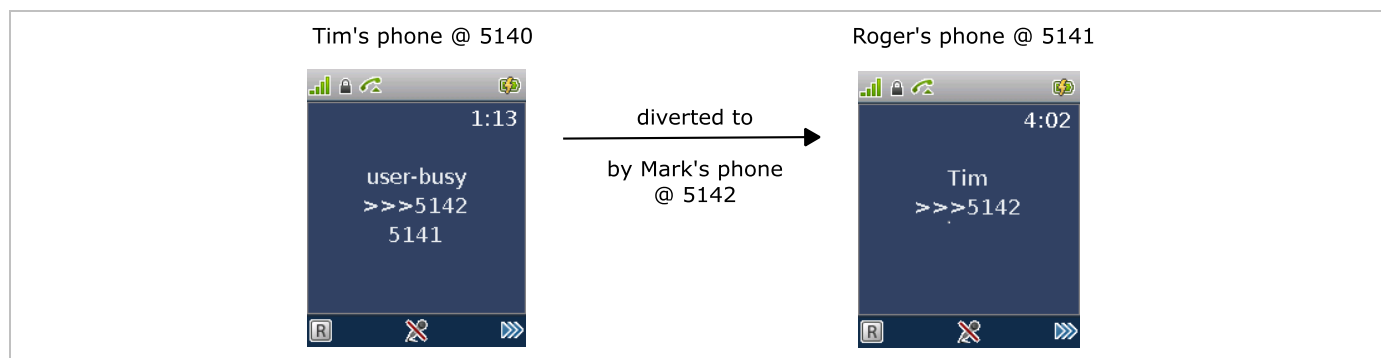 Tim's phone @ 5140
1:13
user-busy
>>>5142
5141
R
diverted to
by Mark's phone
@ 5142
Roger's phone @ 5141
4:02
Tim
>>>5142
R